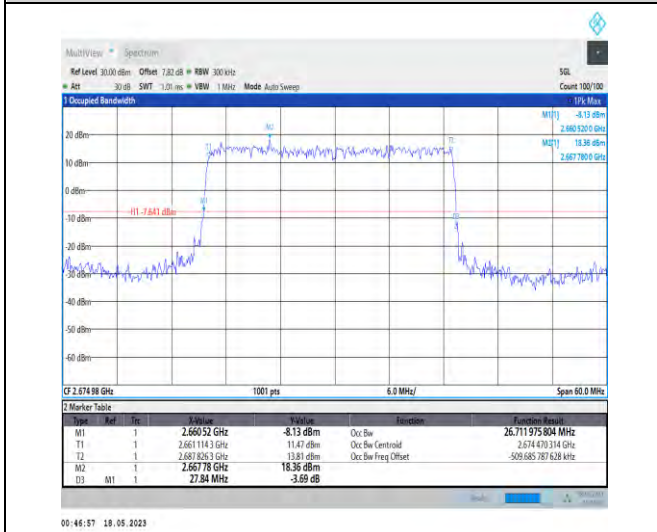 MultiView Spectrum
Ref Level 30.00 dBm Offset 7.82 dB RBW 300 kHz SGL
Att 30 dB SWT 1.01 ms VBW 1 MHz Mode Auto Sweep Count 100/100
1 Occupied Bandwidth 1Pk Max
M1[1] -8.13 dBm
2.660 520 0 GHz
M2[1] 18.36 dBm
2.667 780 0 GHz
M2
20 dBm
T1
T2
10 dBm
0 dBm
M1
H1 -7.641 dBm
-10 dBm
D3
-20 dBm
-30 dBm
-40 dBm
-50 dBm
-60 dBm
CF 2.674 98 GHz 1001 pts 6.0 MHz/ Span 60.0 MHz
2 Marker Table
Type Ref Trc X-Value Y-Value Function Function Result
M1 1 2.660 52 GHz -8.13 dBm Occ Bw 26.711 975 804 MHz
T1 1 2.661 114 3 GHz 11.47 dBm Occ Bw Centroid 2.674 470 314 GHz
T2 1 2.687 826 3 GHz 13.81 dBm Occ Bw Freq Offset -509.685 787 628 kHz
M2 1 2.667 78 GHz 18.36 dBm
D3 M1 1 27.84 MHz -3.69 dB
00:46:57 18.05.2023